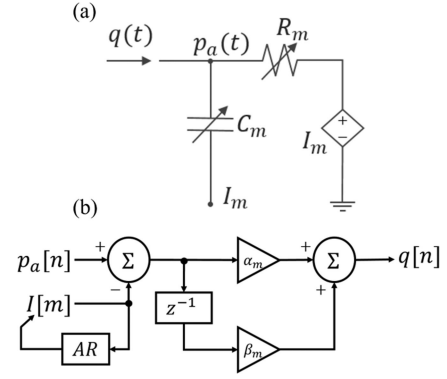 (a)
q(t) p_a(t) R_m
+
−
C_m I_m
I_m
(b)
+ +
p_a[n] Σ α_m Σ q[n]
− +
I[m] z⁻¹
AR β_m